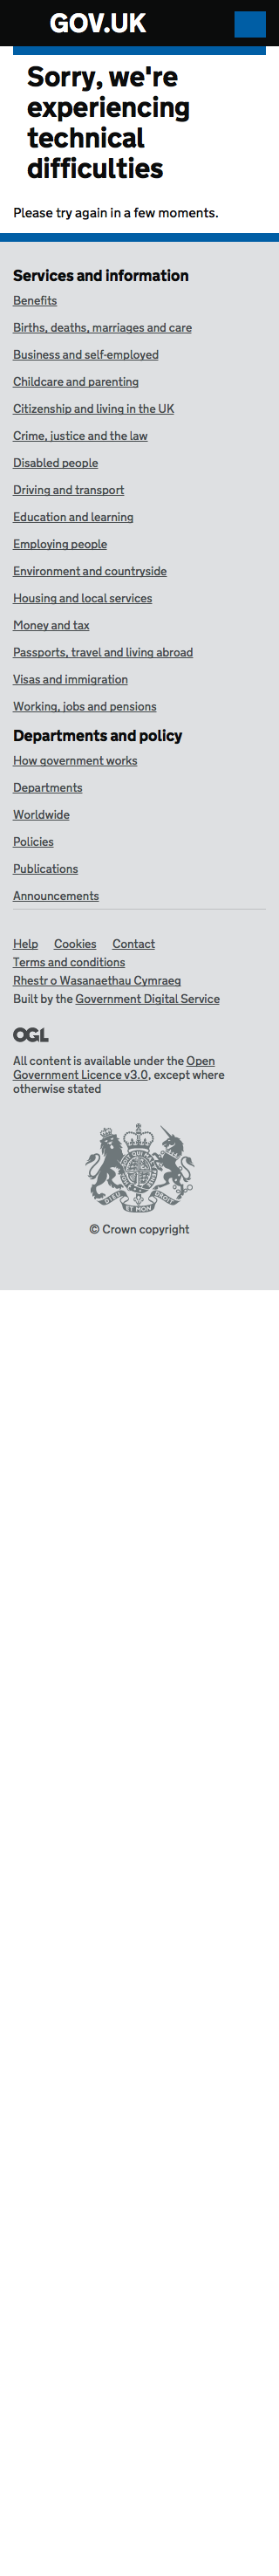 GOV.UK
Sorry, we're
experiencing
technical
difficulties
Please try again in a few moments.
Services and information
Benefits
Births, deaths, marriages and care
Business and self-employed
Childcare and parenting
Citizenship and living in the UK
Crime, justice and the law
Disabled people
Driving and transport
Education and learning
Employing people
Environment and countryside
Housing and local services
Money and tax
Passports, travel and living abroad
Visas and immigration
Working, jobs and pensions
Departments and policy
How government works
Departments
Worldwide
Policies
Publications
Announcements
Help Cookies Contact
Terms and conditions
Rhestr o Wasanaethau Cymraeg
Built by the Government Digital Service
OGL
All content is available under the Open
Government Licence v3.0, except where
otherwise stated
DIEU ET MON DROIT
© Crown copyright